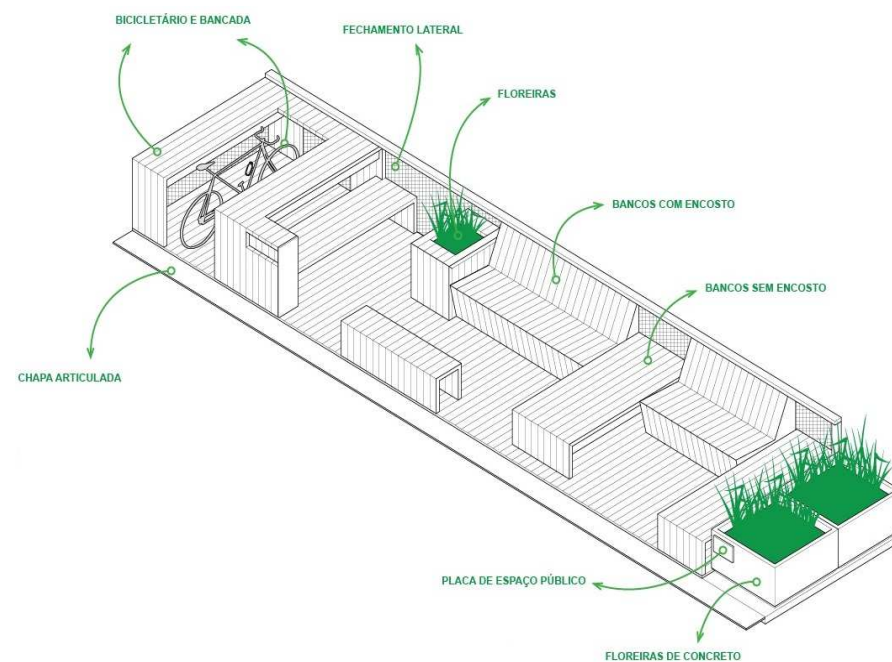 BICICLETÁRIO E BANCADA
FECHAMENTO LATERAL
FLOREIRAS
BANCOS COM ENCOSTO
BANCOS SEM ENCOSTO
CHAPA ARTICULADA
PLACA DE ESPAÇO PÚBLICO
FLOREIRAS DE CONCRETO